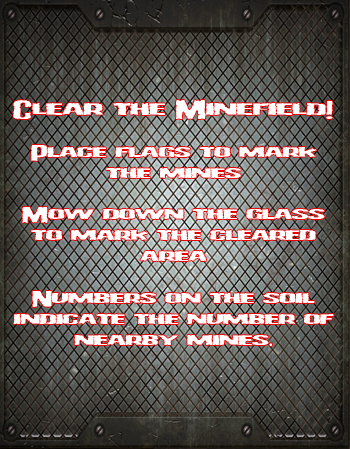 Clear the Minefield!
Place flags to mark
the mines
Mow down the glass
to mark the cleared
area
Numbers on the soil
indicate the number of
nearby mines.